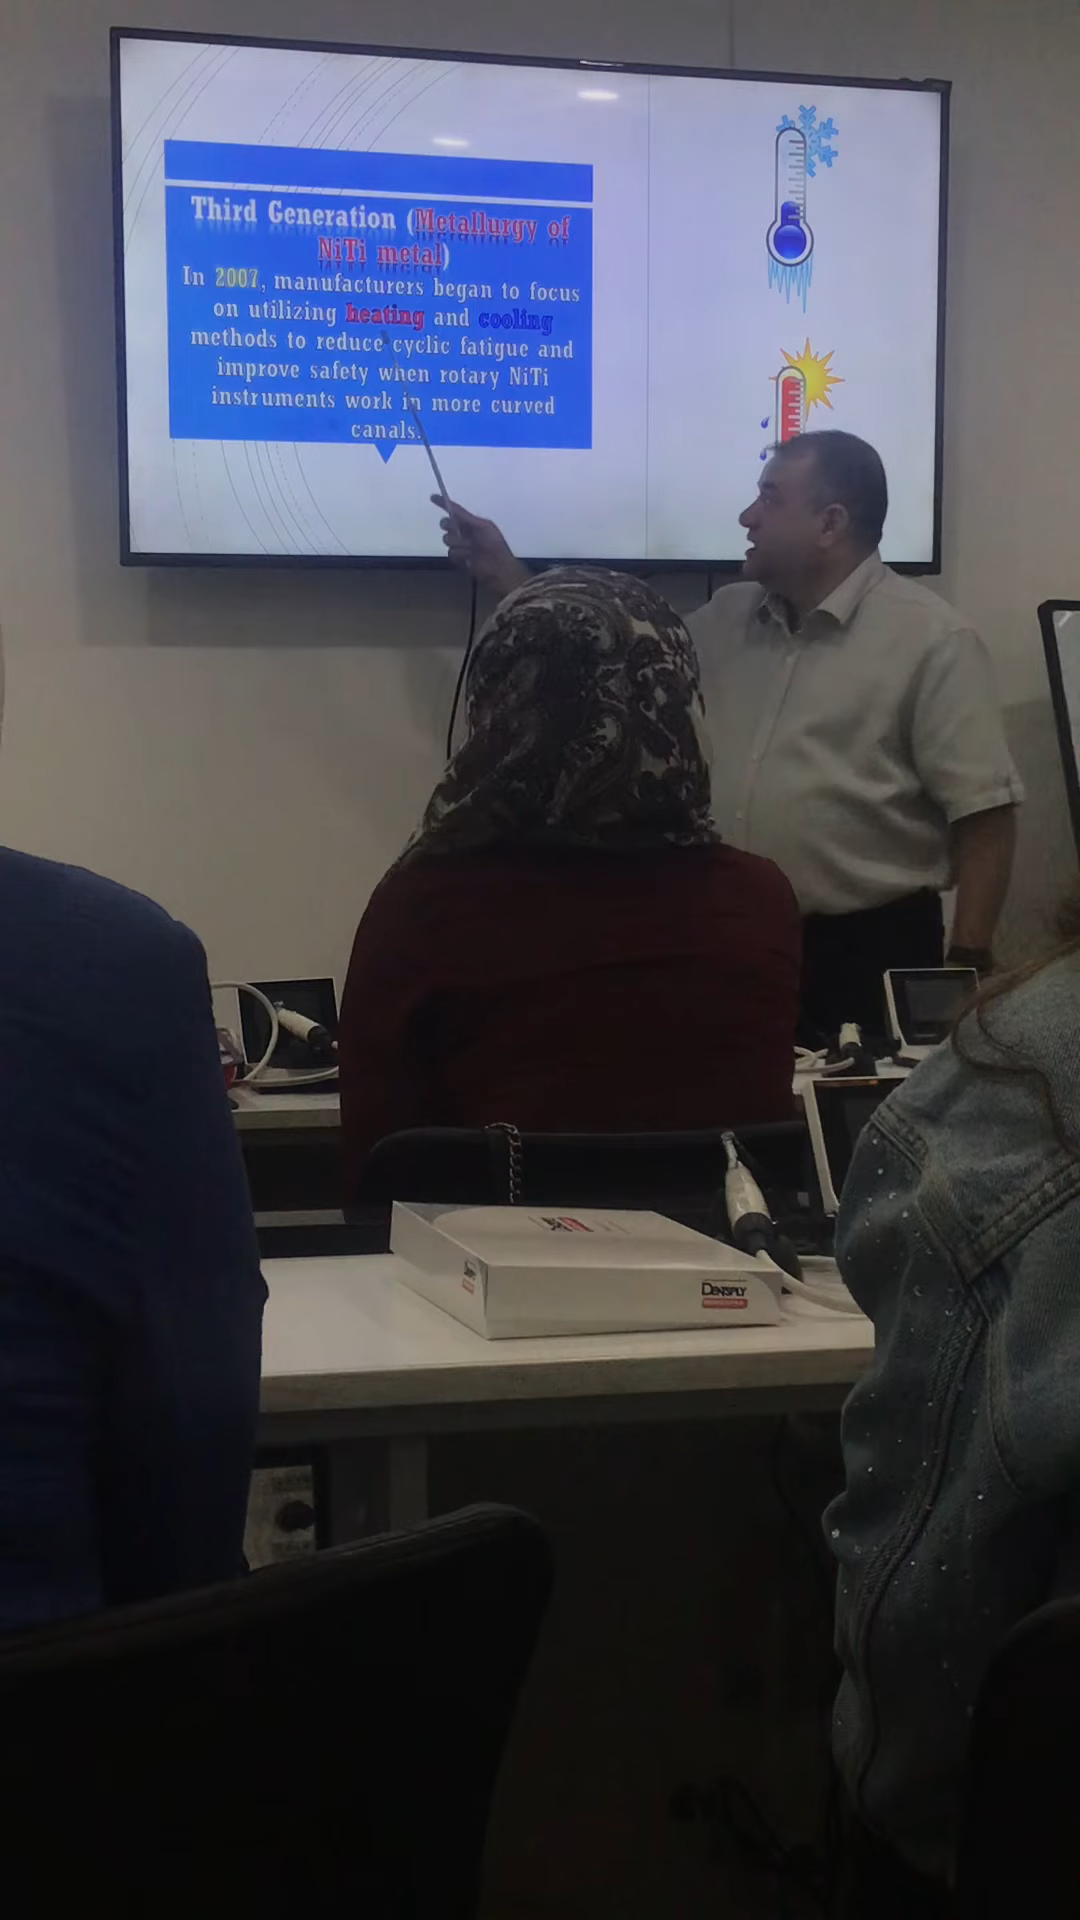 Third Generation (Metallurgy of
NiTi metal)
In 2007, manufacturers began to focus
on utilizing heating and cooling
methods to reduce cyclic fatigue and
improve safety when rotary NiTi
instruments work in more curved
canals.
DENTSPLY